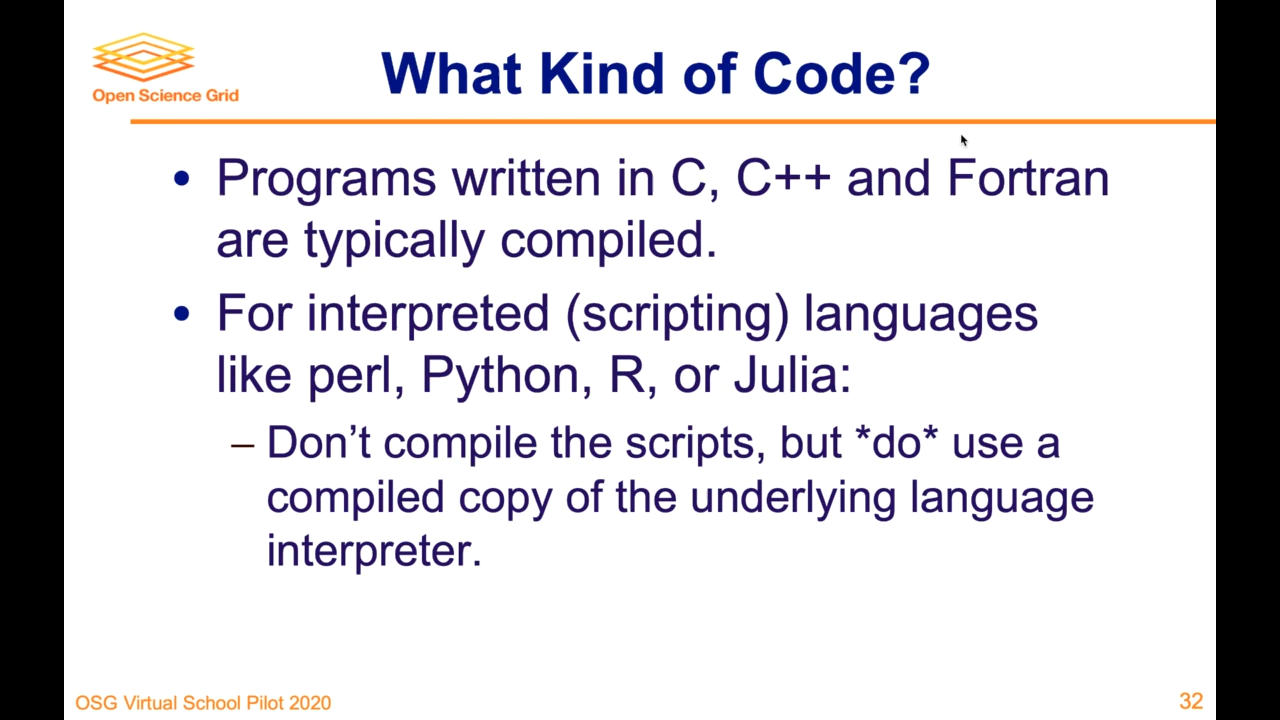 Open Science Grid
What Kind of Code?
• Programs written in C, C++ and Fortran
are typically compiled.
• For interpreted (scripting) languages
like perl, Python, R, or Julia:
– Don’t compile the scripts, but *do* use a
compiled copy of the underlying language
interpreter.
OSG Virtual School Pilot 2020
32